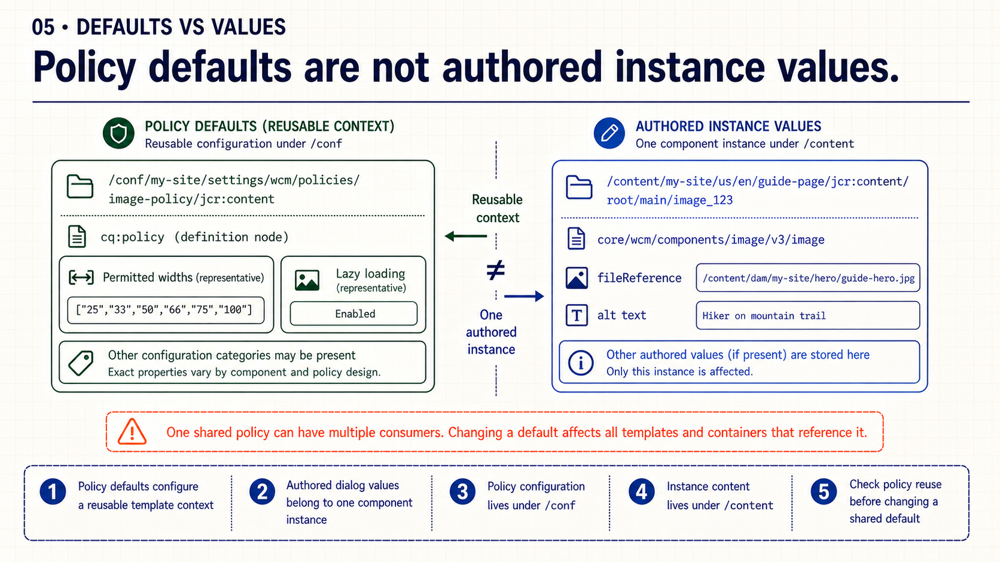 05 • DEFAULTS VS VALUES
Policy defaults are not authored instance values.
POLICY DEFAULTS (REUSABLE CONTEXT)
Reusable configuration under /conf
/conf/my-site/settings/wcm/policies/
image-policy/jcr:content
cq:policy (definition node)
Permitted widths (representative)
["25","33","50","66","75","100"]
Lazy loading
(representative)
Enabled
Other configuration categories may be present
Exact properties vary by component and policy design.
Reusable
context
≠
One
authored
instance
AUTHORED INSTANCE VALUES
One component instance under /content
/content/my-site/us/en/guide-page/jcr:content/
root/main/image_123
core/wcm/components/image/v3/image
fileReference
/content/dam/my-site/hero/guide-hero.jpg
T
alt text
Hiker on mountain trail
Other authored values (if present) are stored here
Only this instance is affected.
One shared policy can have multiple consumers. Changing a default affects all templates and containers that reference it.
1
Policy defaults configure
a reusable template context
2
Authored dialog values
belong to one component
instance
3
Policy configuration
lives under /conf
4
Instance content
lives under /content
5
Check policy reuse
before changing a
shared default